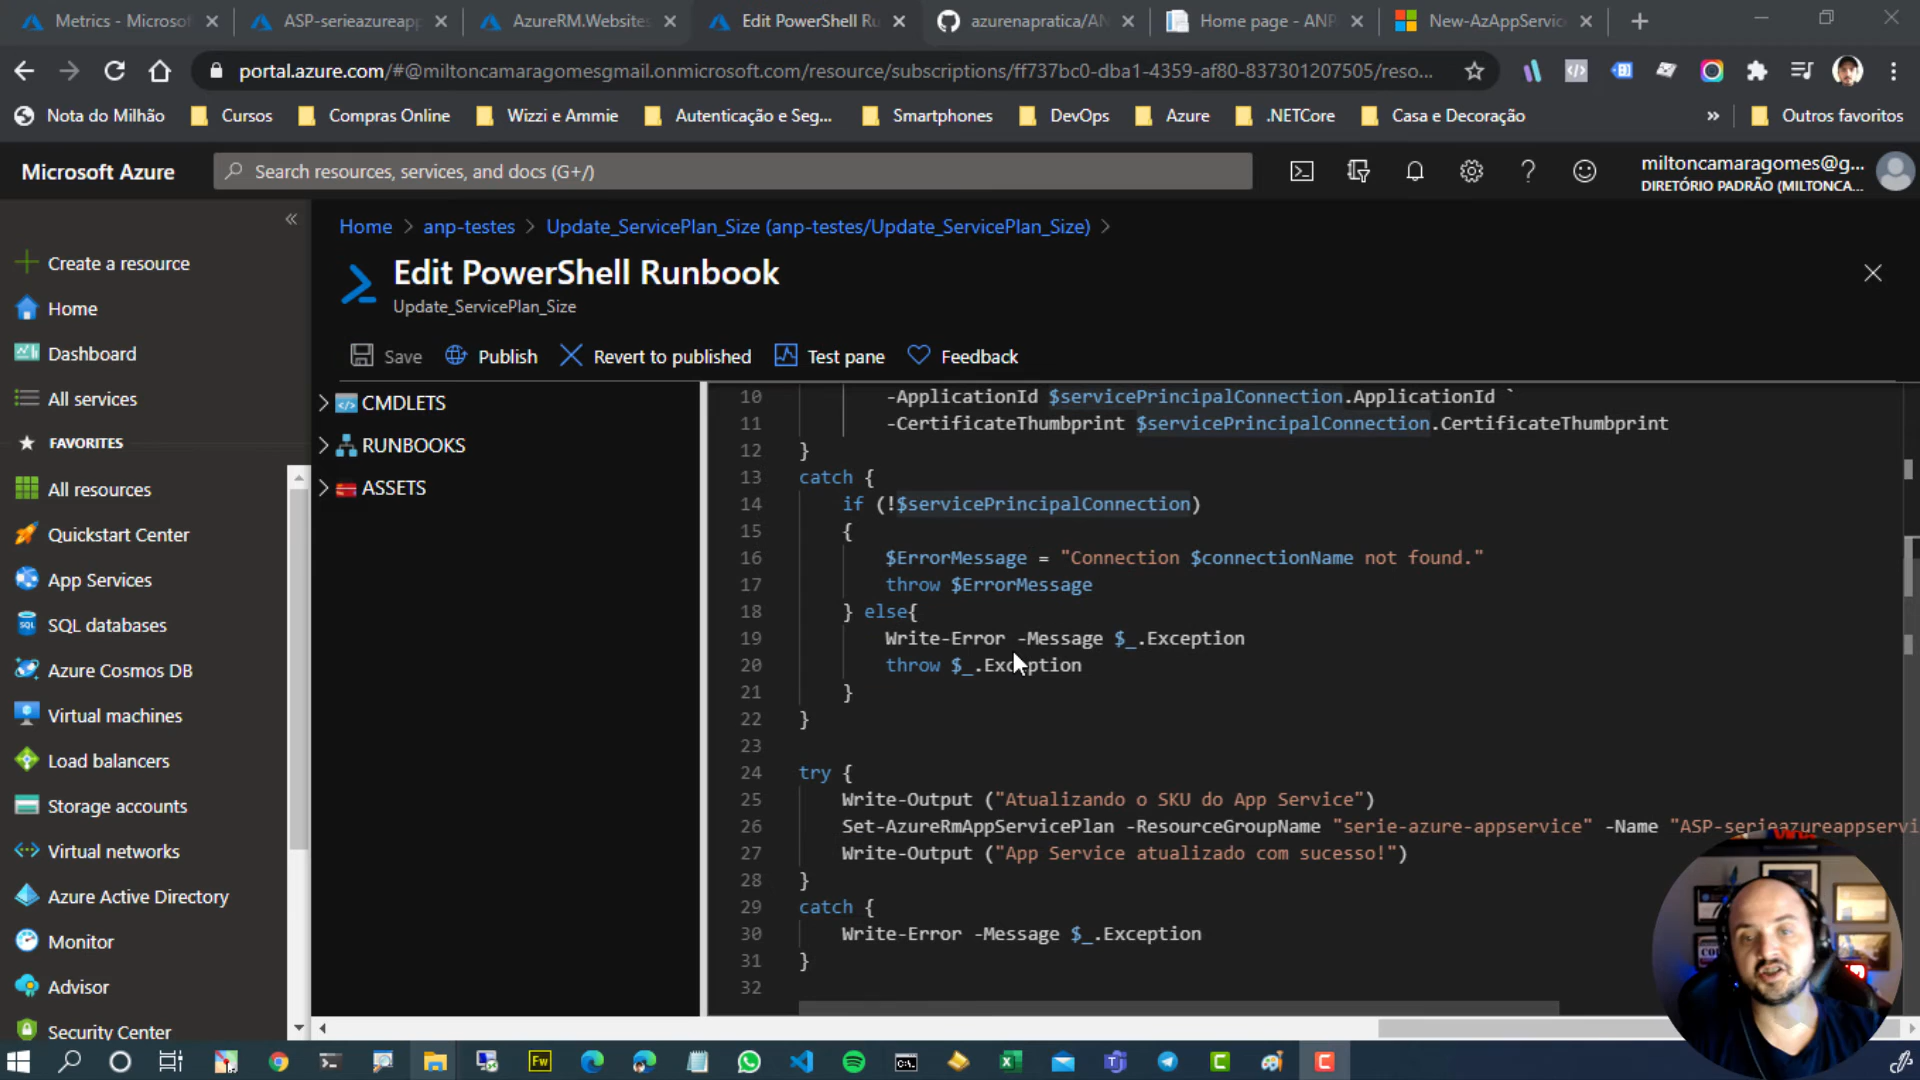 Metrics - Microsof
ASP-serieazureapp
AzureRM.Websites
Edit PowerShell Ru
azurenapratica/AN
Home page - ANP
New-AzAppServic
portal.azure.com/#@miltoncamaragomesgmail.onmicrosoft.com/resource/subscriptions/ff737bc0-dba1-4359-af80-837301207505/reso...
Nota do Milhão
Cursos
Compras Online
Wizzi e Ammie
Autenticação e Seg...
Smartphones
DevOps
Azure
.NETCore
Casa e Decoração
»
Outros favoritos
Microsoft Azure
Search resources, services, and docs (G+/)
miltoncamaragomes@g...
DIRETÓRIO PADRÃO (MILTONCA...
Home > anp-testes > Update_ServicePlan_Size (anp-testes/Update_ServicePlan_Size) >
Edit PowerShell Runbook
Update_ServicePlan_Size
Save
Publish
Revert to published
Test pane
Feedback
Create a resource
Home
Dashboard
All services
FAVORITES
All resources
Quickstart Center
App Services
SQL databases
Azure Cosmos DB
Virtual machines
Load balancers
Storage accounts
Virtual networks
Azure Active Directory
Monitor
Advisor
Security Center
CMDLETS
RUNBOOKS
ASSETS
10 -ApplicationId $servicePrincipalConnection.ApplicationId `
11 -CertificateThumbprint $servicePrincipalConnection.CertificateThumbprint
12 }
13 catch {
14 if (!$servicePrincipalConnection)
15 {
16 $ErrorMessage = "Connection $connectionName not found."
17 throw $ErrorMessage
18 } else{
19 Write-Error -Message $_.Exception
20 throw $_.Exception
21 }
22 }
23
24 try {
25 Write-Output ("Atualizando o SKU do App Service")
26 Set-AzureRmAppServicePlan -ResourceGroupName "serie-azure-appservice" -Name "ASP-serieazureappservi
27 Write-Output ("App Service atualizado com sucesso!")
28 }
29 catch {
30 Write-Error -Message $_.Exception
31 }
32
Fw